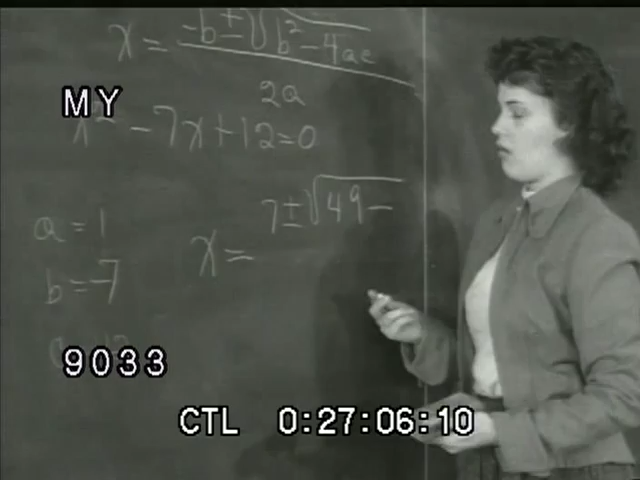 x = -b ± √b² - 4ac
2a
MY
x² - 7x + 12 = 0
7 ± √49 -
a = 1
x =
b = -7
9033
CTL 0:27:06:10